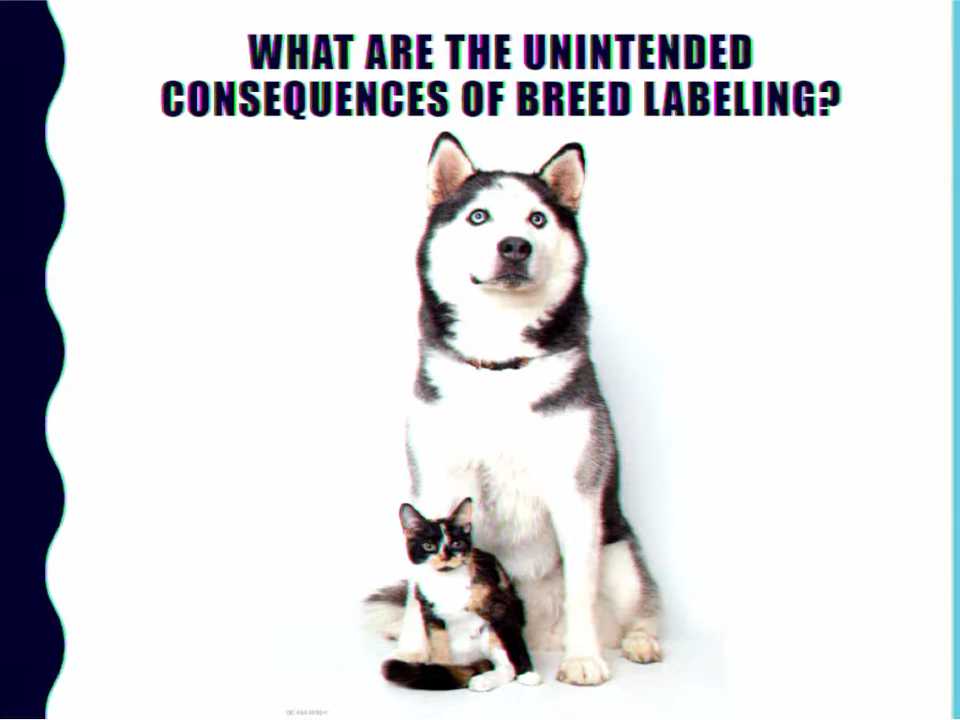 WHAT ARE THE UNINTENDED
CONSEQUENCES OF BREED LABELING?